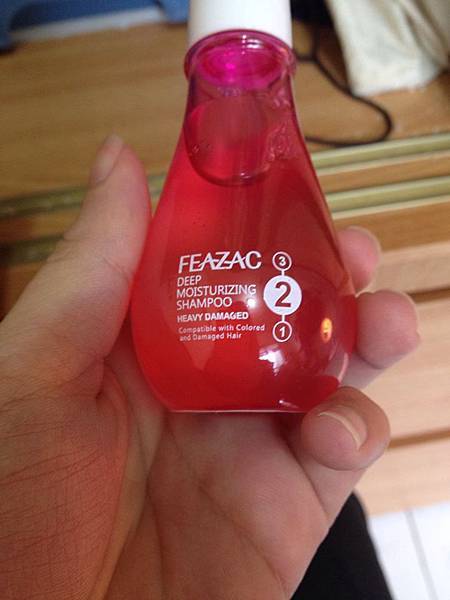 FEAZAC
DEEP
MOISTURIZING
SHAMPOO
HEAVY DAMAGED
Compatible with Colored
and Damaged Hair
3
2
1